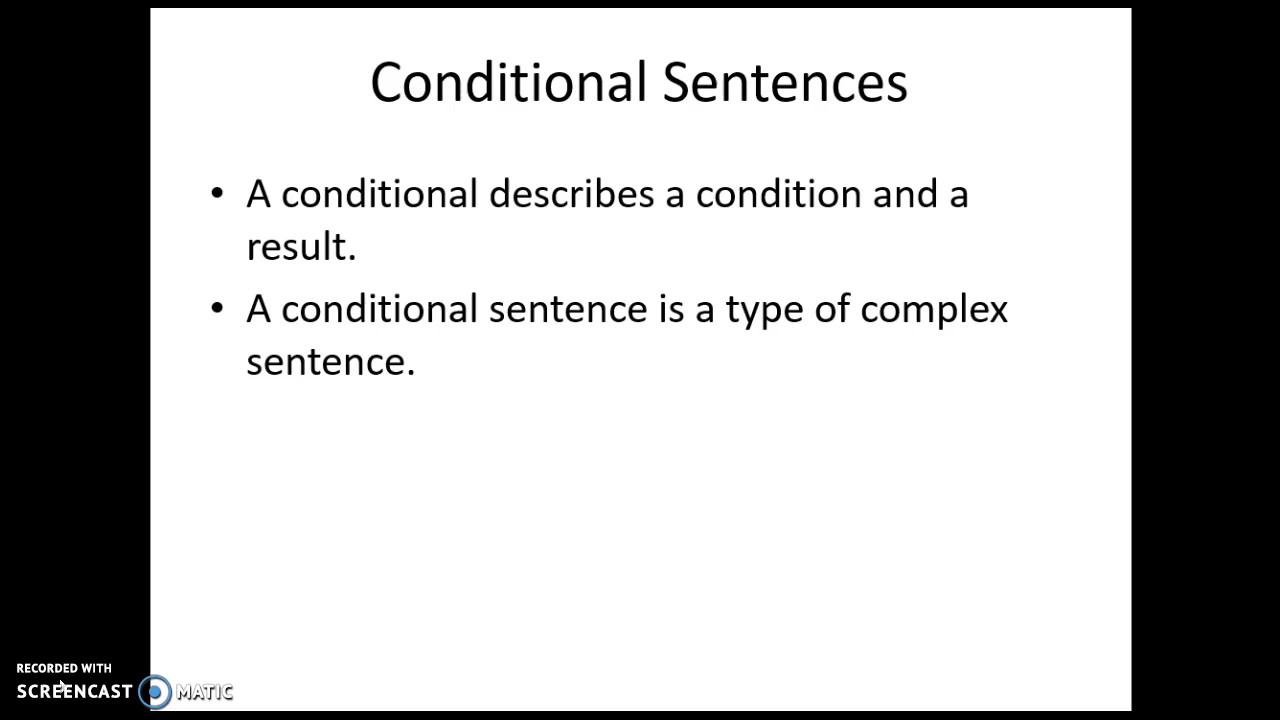 Conditional Sentences
• A conditional describes a condition and a
result.
• A conditional sentence is a type of complex
sentence.
RECORDED WITH
SCREENCAST MATIC